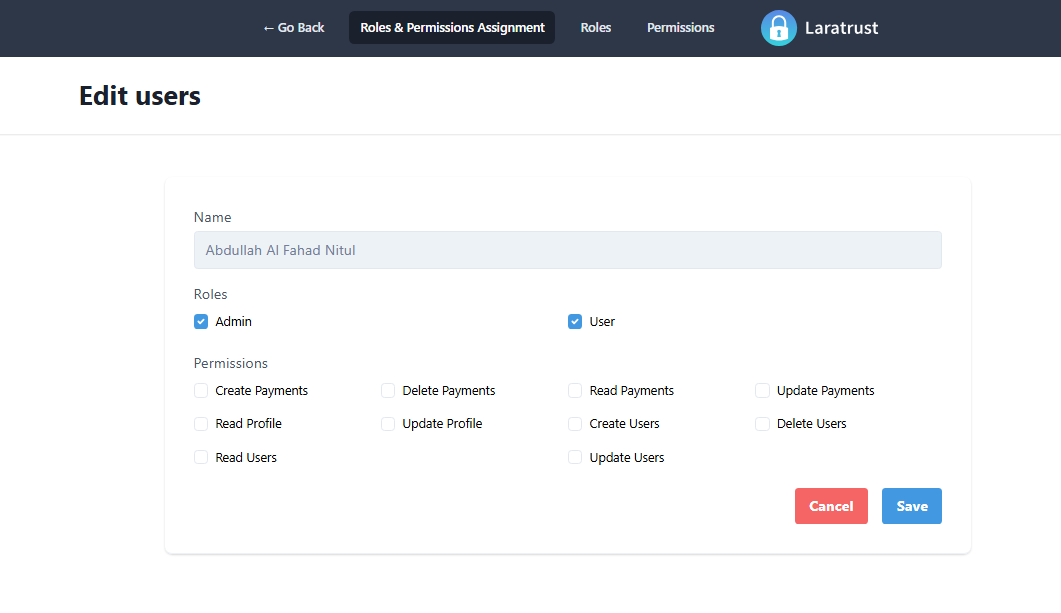 ← Go Back Roles & Permissions Assignment Roles Permissions Laratrust
Edit users
Name
Abdullah Al Fahad Nitul
Roles
Admin User
Permissions
Create Payments Delete Payments Read Payments Update Payments
Read Profile Update Profile Create Users Delete Users
Read Users Update Users
Cancel Save